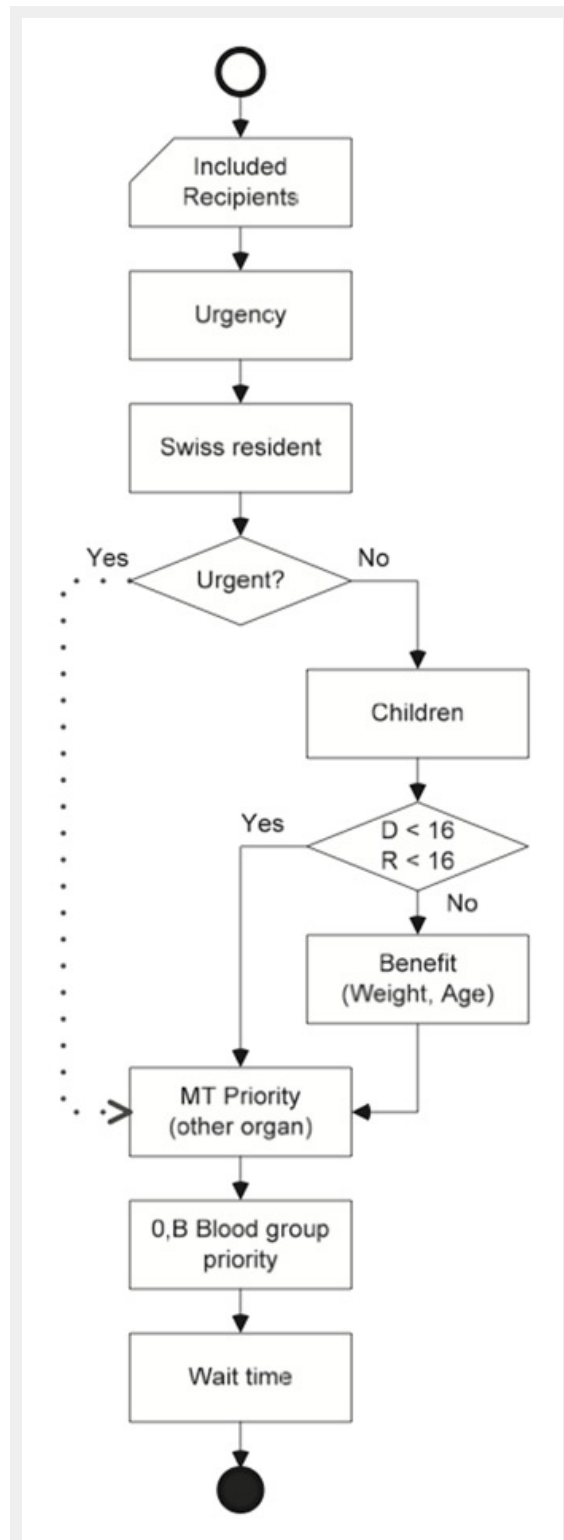 Included
Recipients
Urgency
Swiss resident
Yes
Urgent?
No
Children
Yes
D < 16
R < 16
No
Benefit
(Weight, Age)
MT Priority
(other organ)
0,B Blood group
priority
Wait time